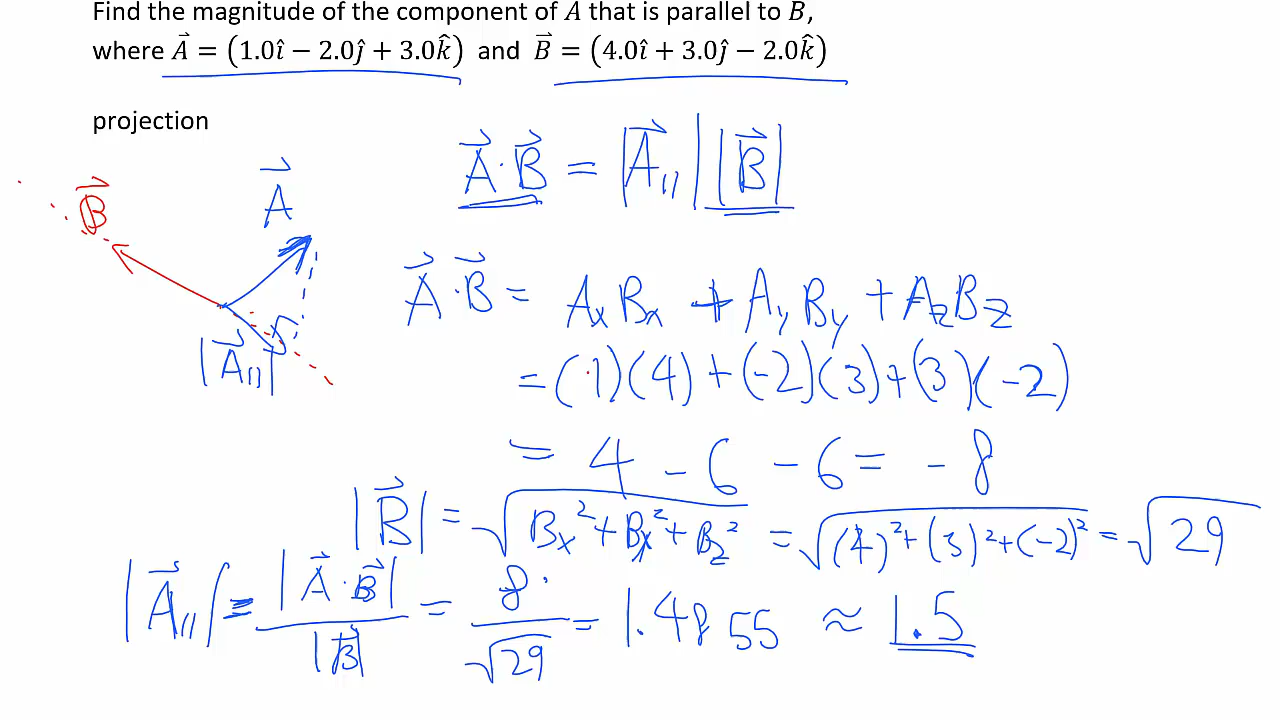 Find the magnitude of the component of A that is parallel to B,
where A⃗ = (1.0î − 2.0ĵ + 3.0k̂) and B⃗ = (4.0î + 3.0ĵ − 2.0k̂)
projection
A⃗·B⃗ = |A⃗∥| |B⃗|
B⃗
A⃗
|A⃗∥|
A⃗·B⃗ = AxBx + AyBy + AzBz
= (1)(4) + (-2)(3) + (3)(-2)
= 4 - 6 - 6 = - 8
|B⃗| = √(Bx² + Bx² + Bz²) = √((4)² + (3)² + (-2)²) = √29
|A⃗∥| = |A⃗·B⃗| / |B⃗| = 8 / √29 = 1.4855 ≈ 1.5